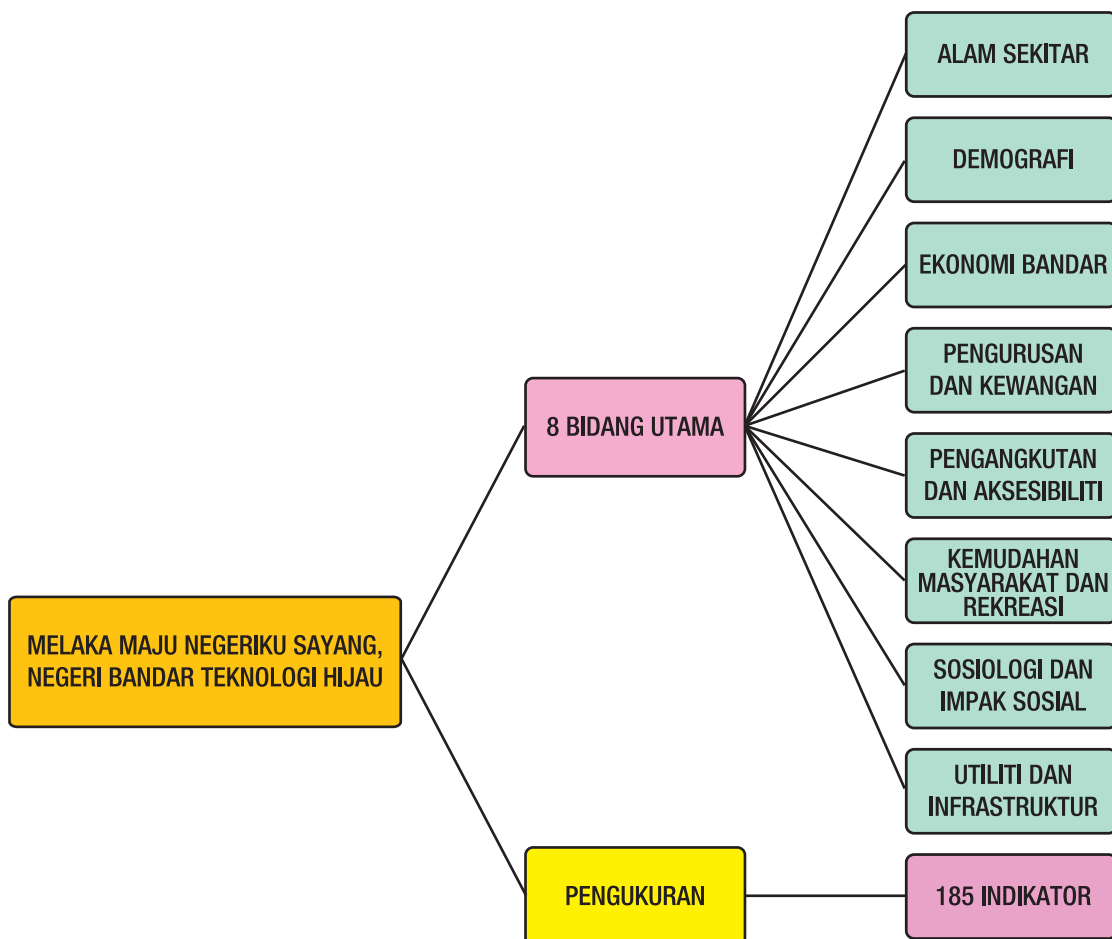 ALAM SEKITAR
DEMOGRAFI
EKONOMI BANDAR
PENGURUSAN
DAN KEWANGAN
8 BIDANG UTAMA
PENGANGKUTAN
DAN AKSESIBILITI
KEMUDAHAN
MASYARAKAT DAN
REKREASI
MELAKA MAJU NEGERIKU SAYANG,
NEGERI BANDAR TEKNOLOGI HIJAU
SOSIOLOGI DAN
IMPAK SOSIAL
UTILITI DAN
INFRASTRUKTUR
PENGUKURAN
185 INDIKATOR